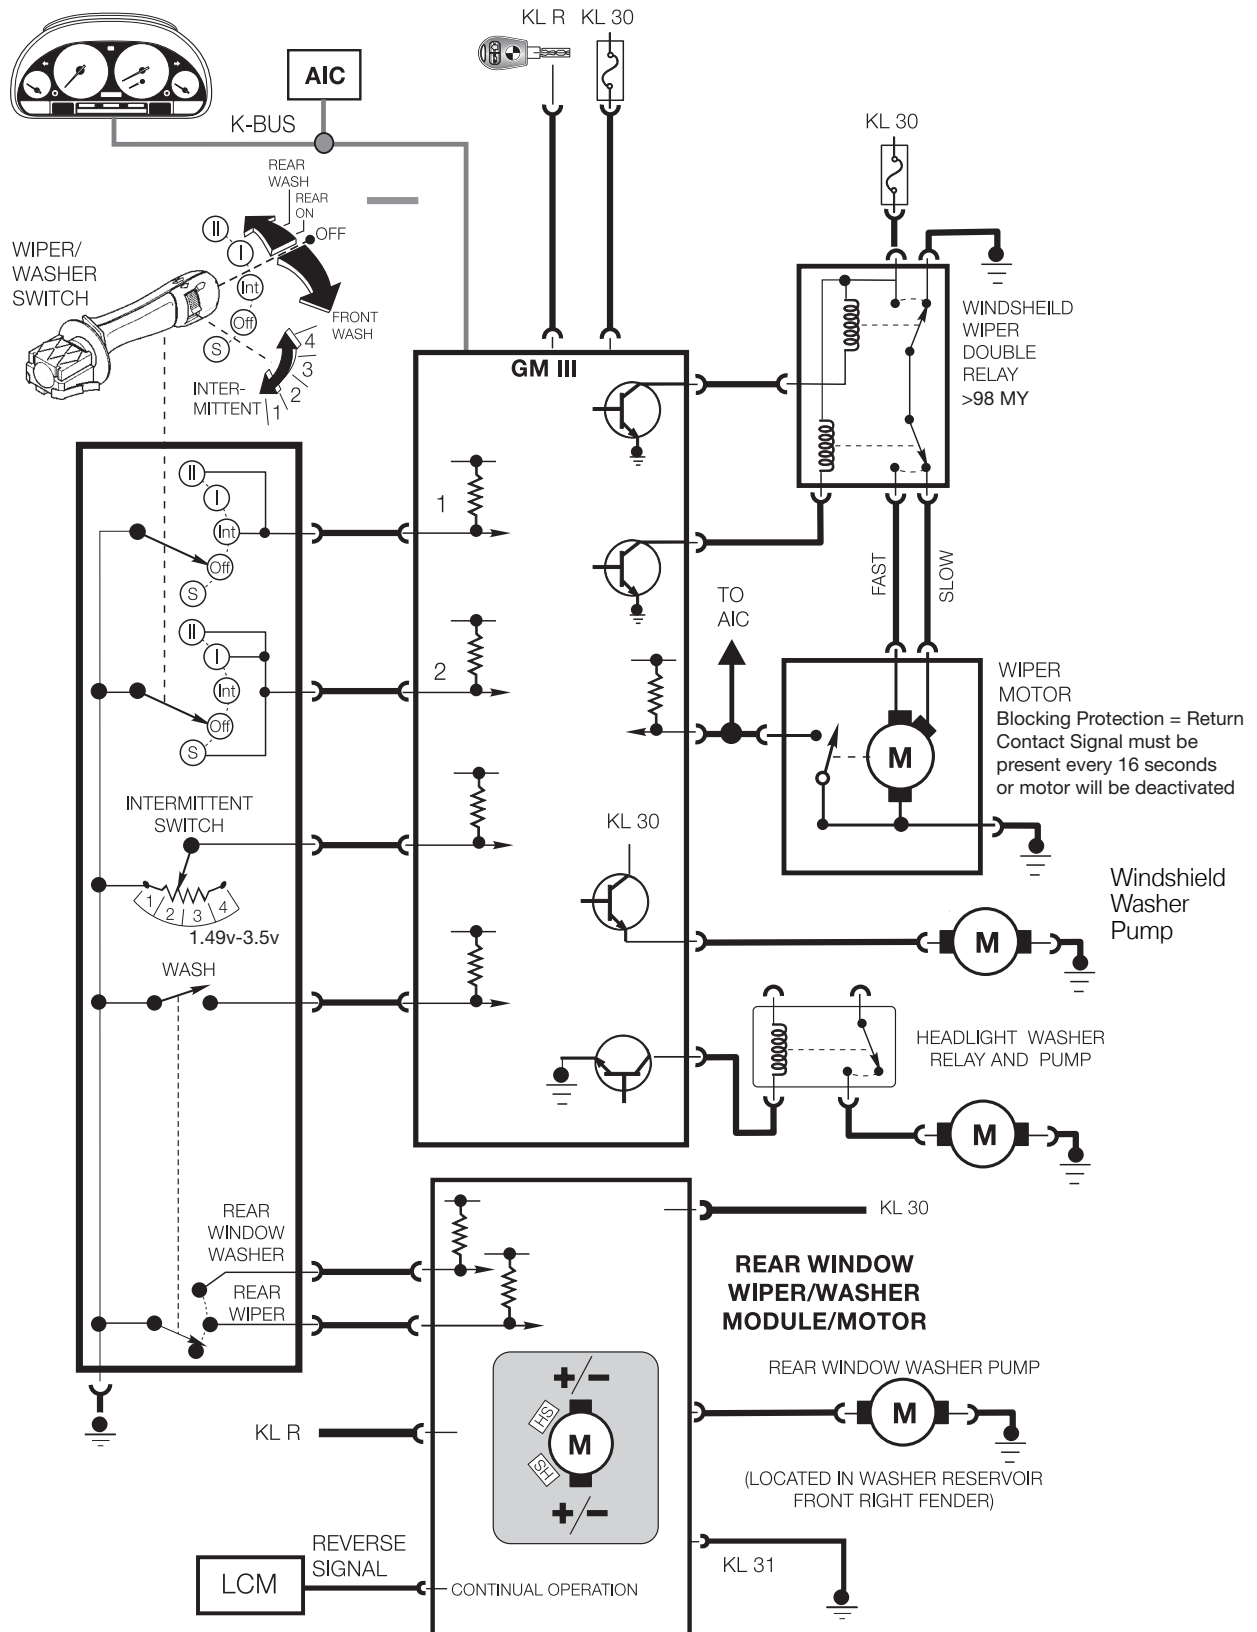 KL R
KL 30
AIC
K-BUS
KL 30
REAR
WASH
REAR
ON
OFF
II
I
Int
Off
S
WIPER/
WASHER
SWITCH
FRONT
WASH
4
3
2
1
INTER-
MITTENT
GM III
WINDSHEILD
WIPER
DOUBLE
RELAY
>98 MY
II
I
Int
Off
S
1
II
I
Int
Off
S
2
FAST
SLOW
TO
AIC
WIPER
MOTOR
Blocking Protection = Return
Contact Signal must be
present every 16 seconds
or motor will be deactivated
M
INTERMITTENT
SWITCH
1
2
3
4
1.49v-3.5v
KL 30
Windshield
Washer
Pump
M
WASH
HEADLIGHT WASHER
RELAY AND PUMP
M
REAR
WINDOW
WASHER
REAR
WIPER
KL 30
REAR WINDOW
WIPER/WASHER
MODULE/MOTOR
+/-
HS
M
SH
+/-
REAR WINDOW WASHER PUMP
M
(LOCATED IN WASHER RESERVOIR
FRONT RIGHT FENDER)
KL R
KL 31
REVERSE
SIGNAL
LCM
CONTINUAL OPERATION